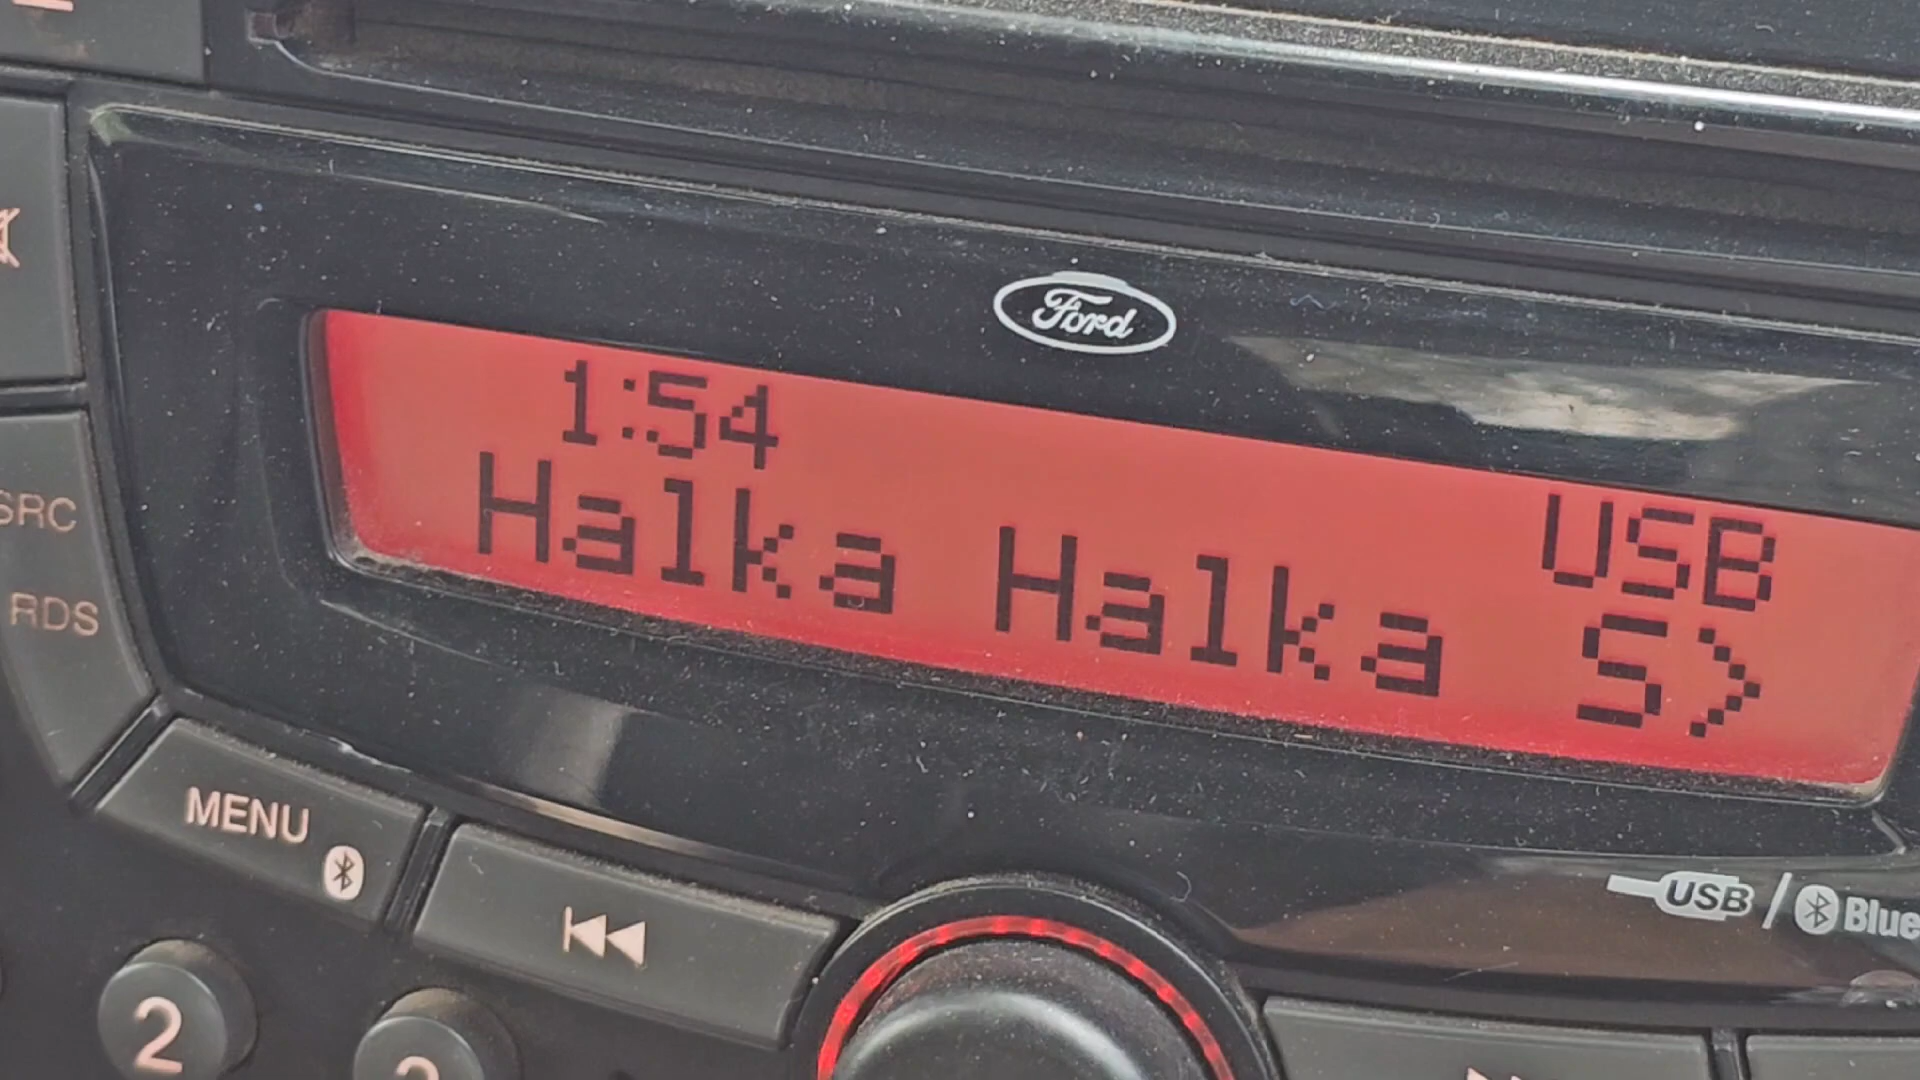 Ford
1:54
USB
Halka Halka S>
SRC
RDS
MENU
USB / Blue
2